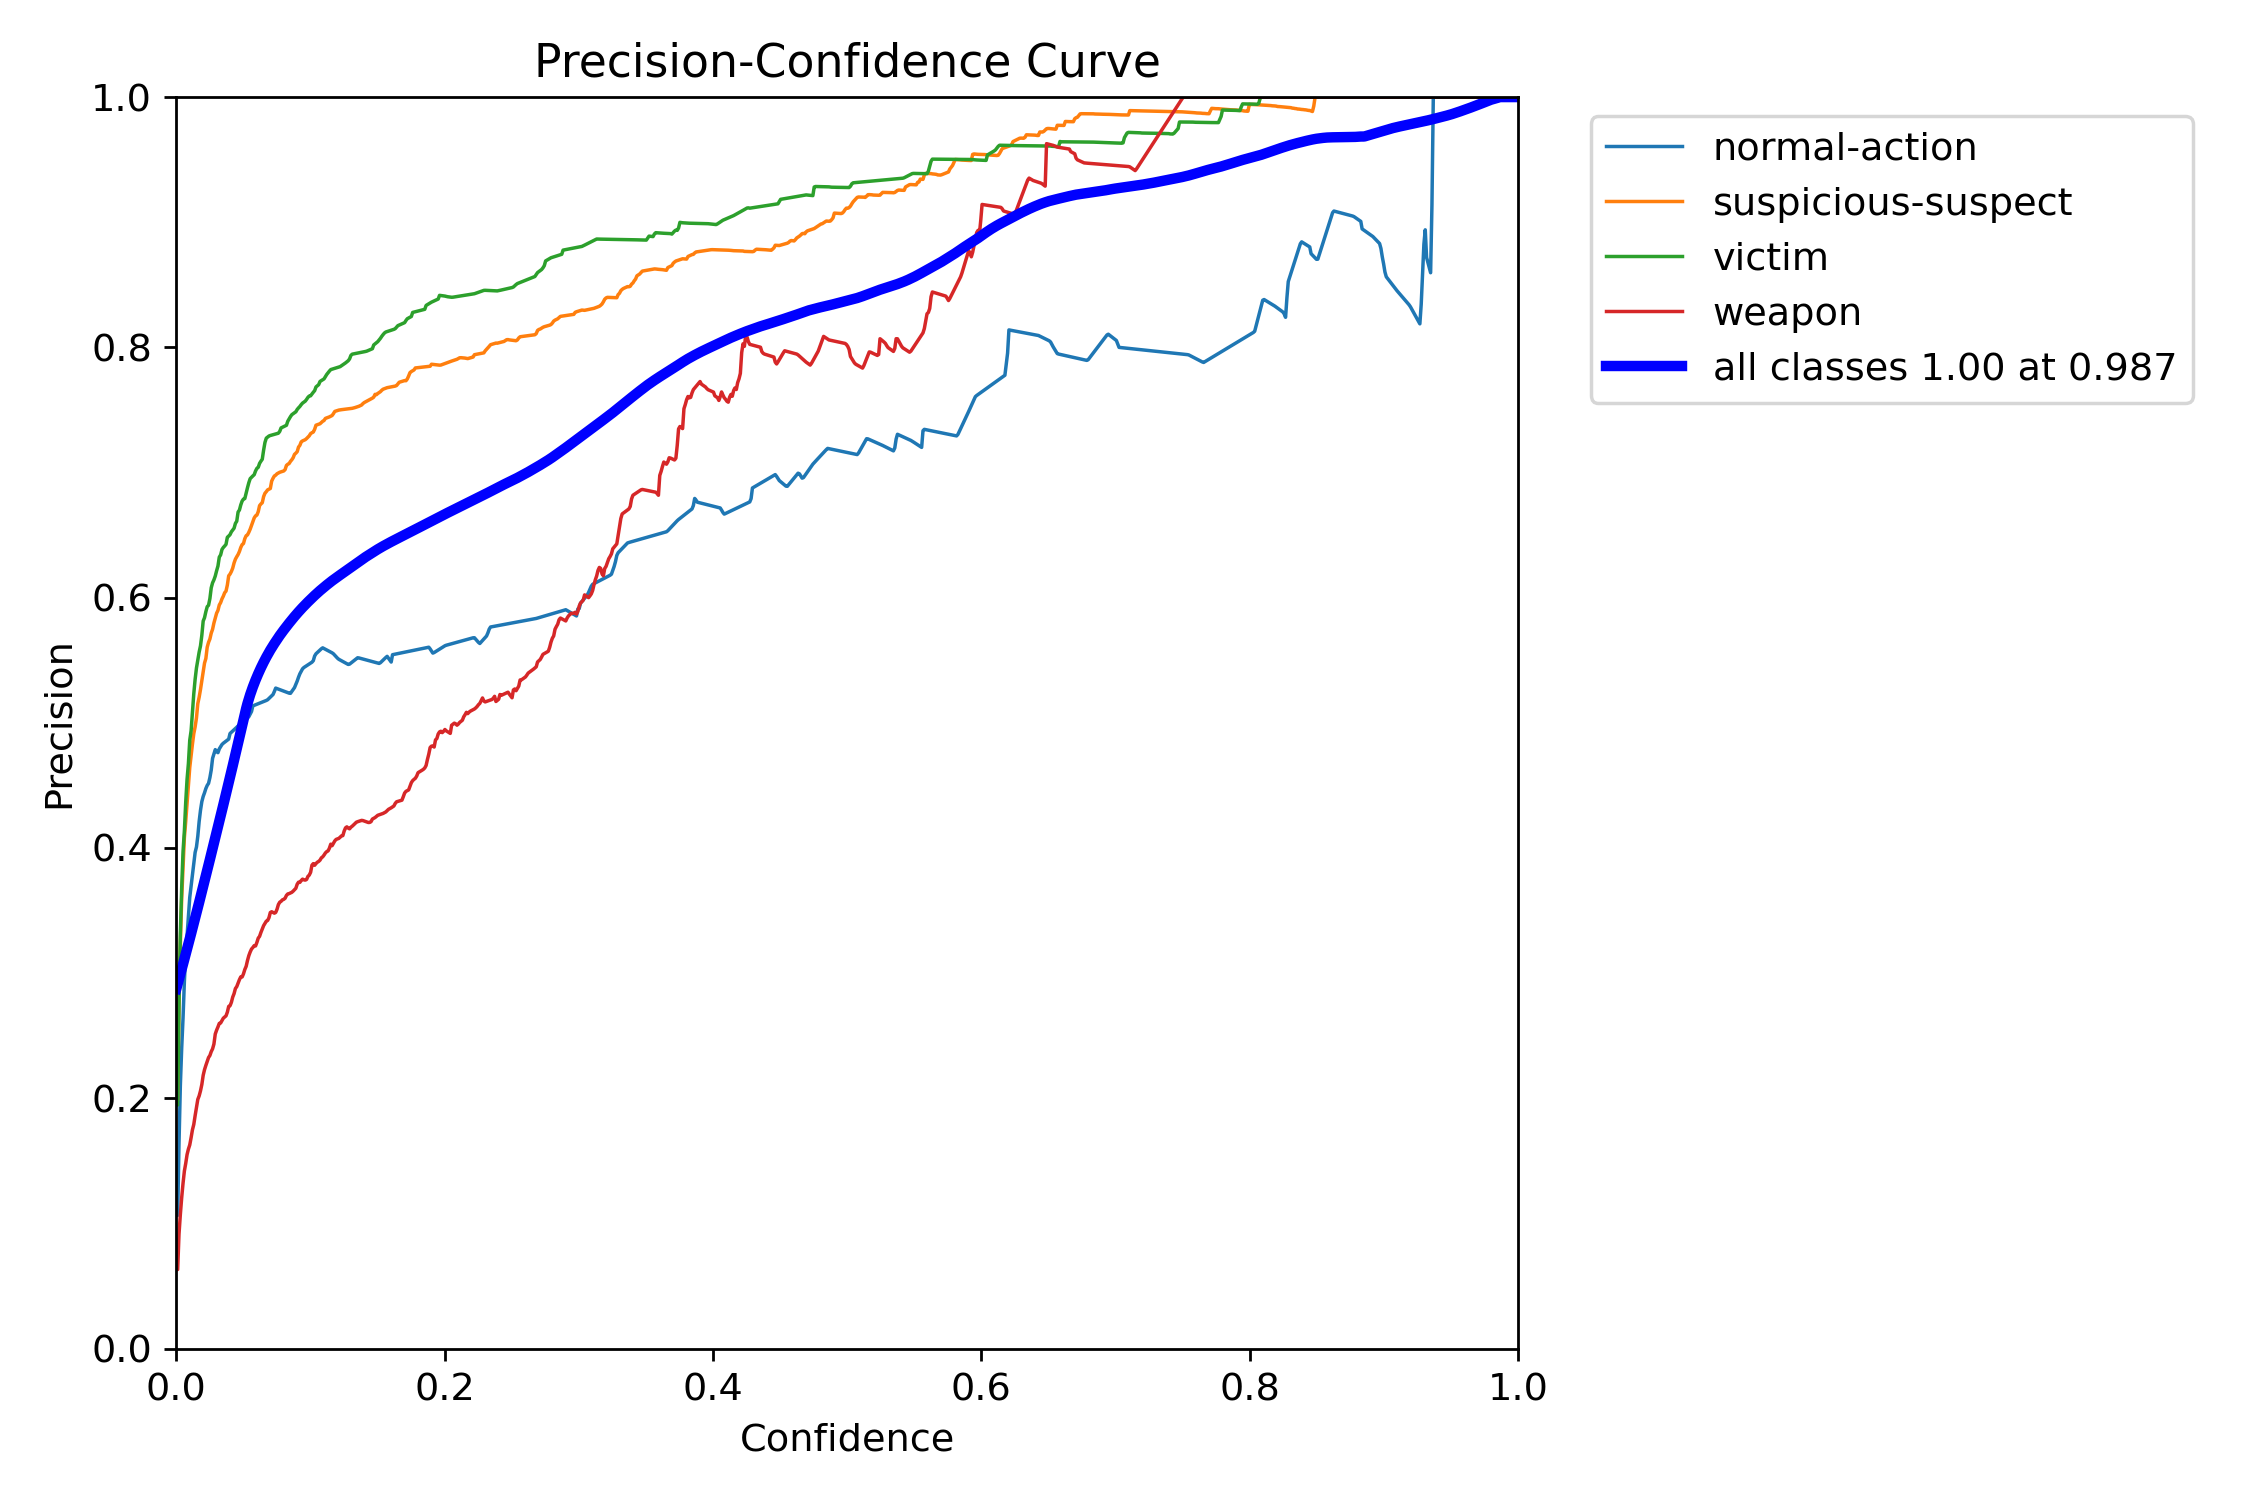 Precision-Confidence Curve
1.0
0.8
0.6
0.4
0.2
0.0
Precision
0.0 0.2 0.4 0.6 0.8 1.0
Confidence
normal-action
suspicious-suspect
victim
weapon
all classes 1.00 at 0.987